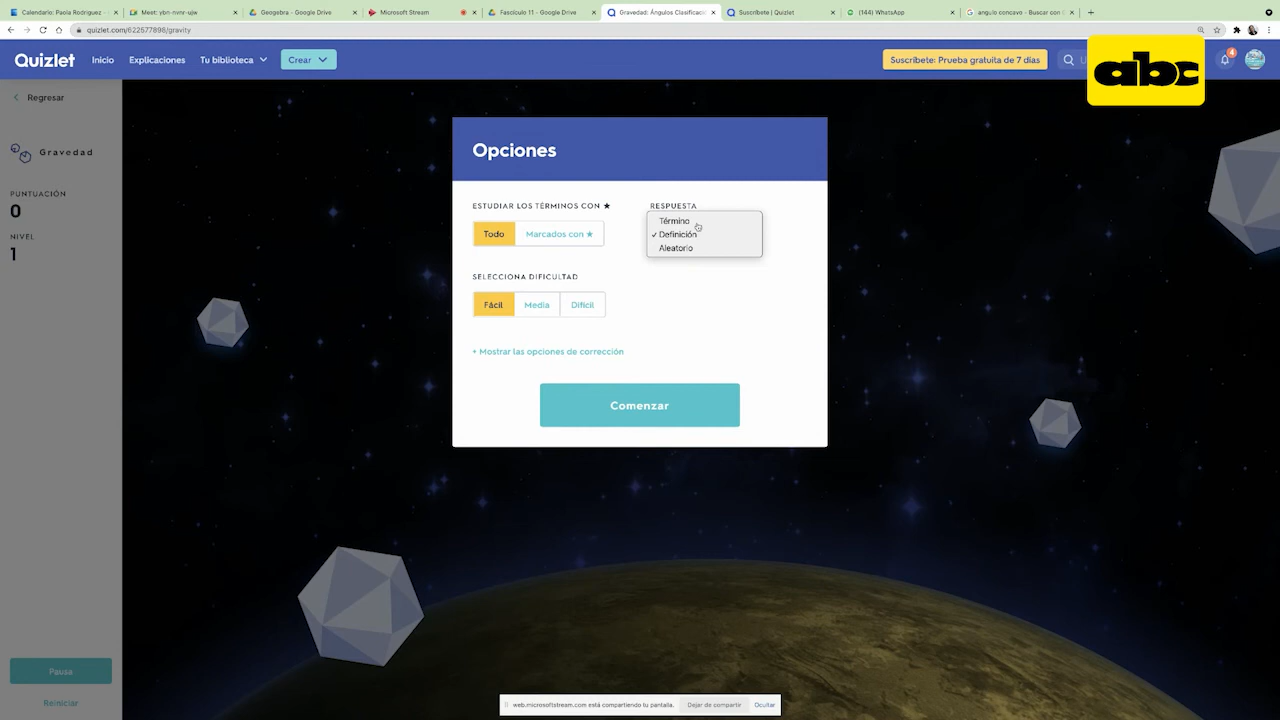 Calendario: Paola Rodriguez -
Meet: ybn-nvnr-ujw
Geogebra - Google Drive
Microsoft Stream
Fascículo 11 - Google Drive
Gravedad: Ángulos Clasificaci
Suscríbete | Quizlet
(144) WhatsApp
angulo concavo - Buscar con
quizlet.com/622577898/gravity
Quizlet
Inicio
Explicaciones
Tu biblioteca
Crear
Suscríbete: Prueba gratuita de 7 días
4
abc
Regresar
Gravedad
PUNTUACIÓN
0
NIVEL
1
Opciones
ESTUDIAR LOS TÉRMINOS CON ★
RESPUESTA
Todo
Marcados con ★
Término
✓ Definición
Aleatorio
SELECCIONA DIFICULTAD
Fácil
Media
Difícil
+ Mostrar las opciones de corrección
Comenzar
Pausa
Reiniciar
web.microsoftstream.com está compartiendo tu pantalla.
Dejar de compartir
Ocultar